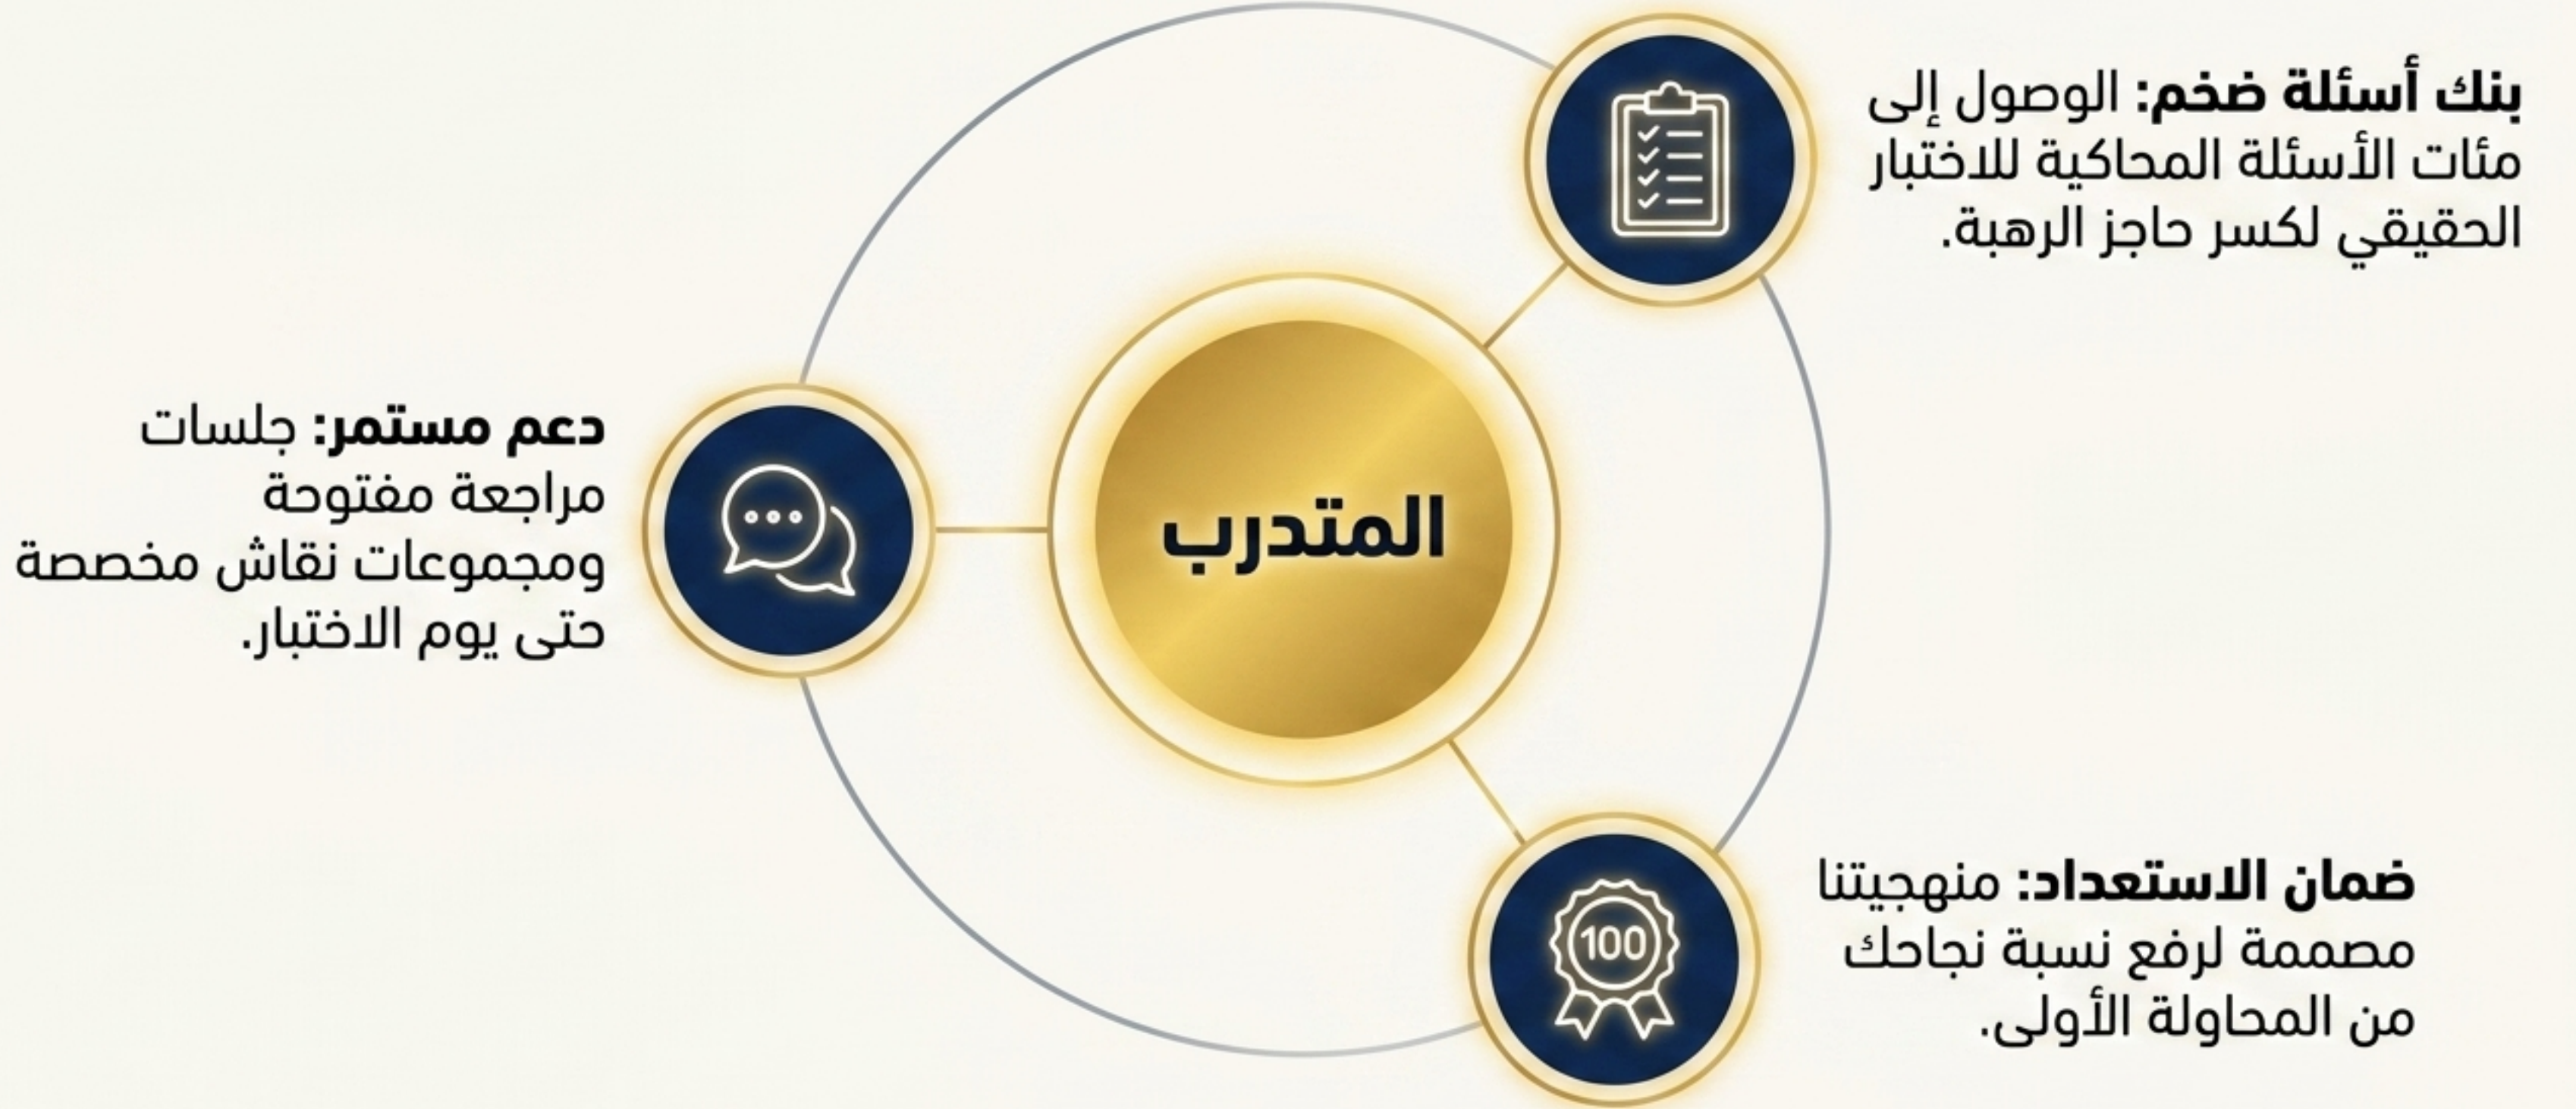 بنك أسئلة ضخم: الوصول إلى
مئات الأسئلة المحاكية للاختبار
الحقيقي لكسر حاجز الرهبة.
المتدرب
دعم مستمر: جلسات
مراجعة مفتوحة
ومجموعات نقاش مخصصة
حتى يوم الاختبار.
ضمان الاستعداد: منهجيتنا
مصممة لرفع نسبة نجاحك
من المحاولة الأولى.
100